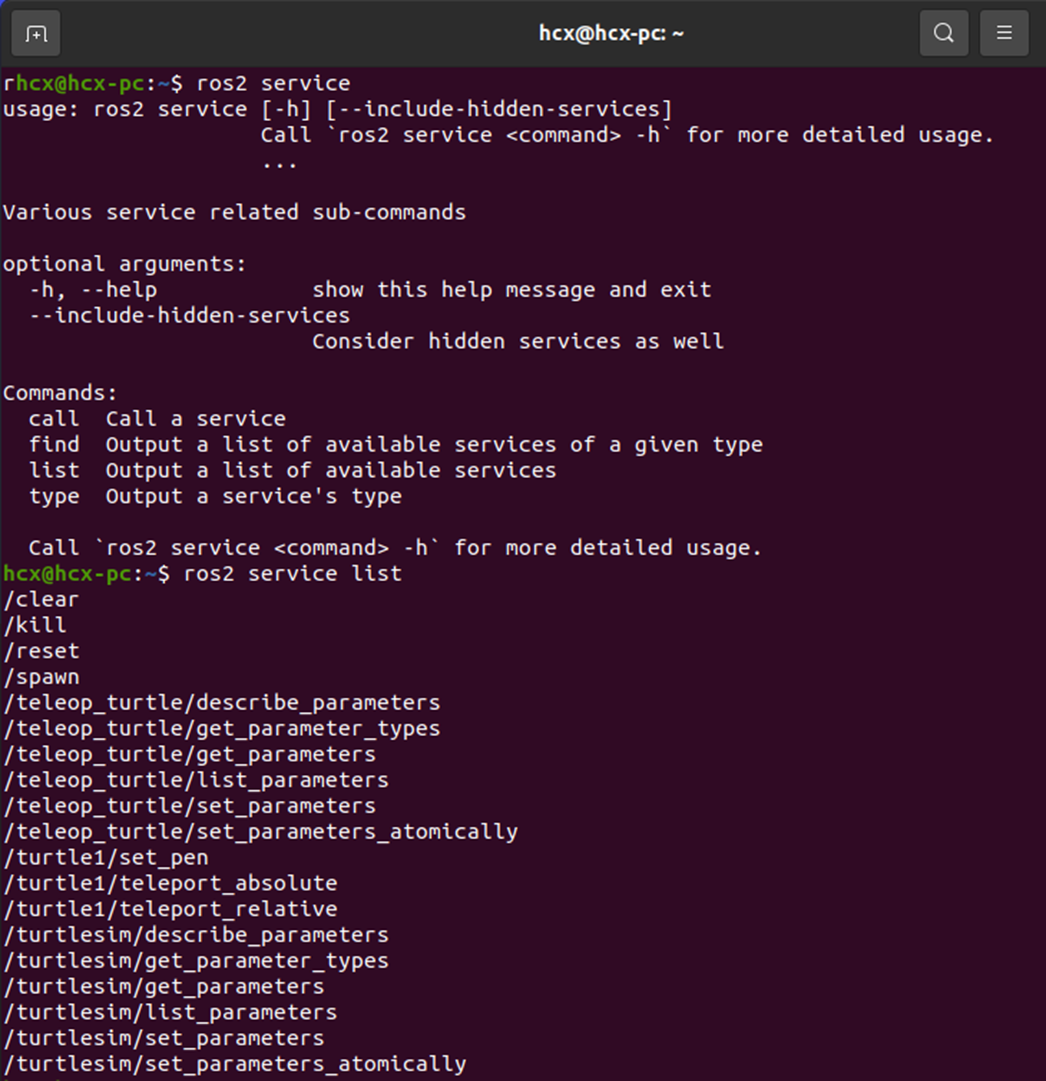 hcx@hcx-pc: ~
rhcx@hcx-pc:~$ ros2 service
usage: ros2 service [-h] [--include-hidden-services]
                    Call `ros2 service <command> -h` for more detailed usage.
                    ...

Various service related sub-commands

optional arguments:
  -h, --help            show this help message and exit
  --include-hidden-services
                        Consider hidden services as well

Commands:
  call  Call a service
  find  Output a list of available services of a given type
  list  Output a list of available services
  type  Output a service's type

  Call `ros2 service <command> -h` for more detailed usage.
hcx@hcx-pc:~$ ros2 service list
/clear
/kill
/reset
/spawn
/teleop_turtle/describe_parameters
/teleop_turtle/get_parameter_types
/teleop_turtle/get_parameters
/teleop_turtle/list_parameters
/teleop_turtle/set_parameters
/teleop_turtle/set_parameters_atomically
/turtle1/set_pen
/turtle1/teleport_absolute
/turtle1/teleport_relative
/turtlesim/describe_parameters
/turtlesim/get_parameter_types
/turtlesim/get_parameters
/turtlesim/list_parameters
/turtlesim/set_parameters
/turtlesim/set_parameters_atomically